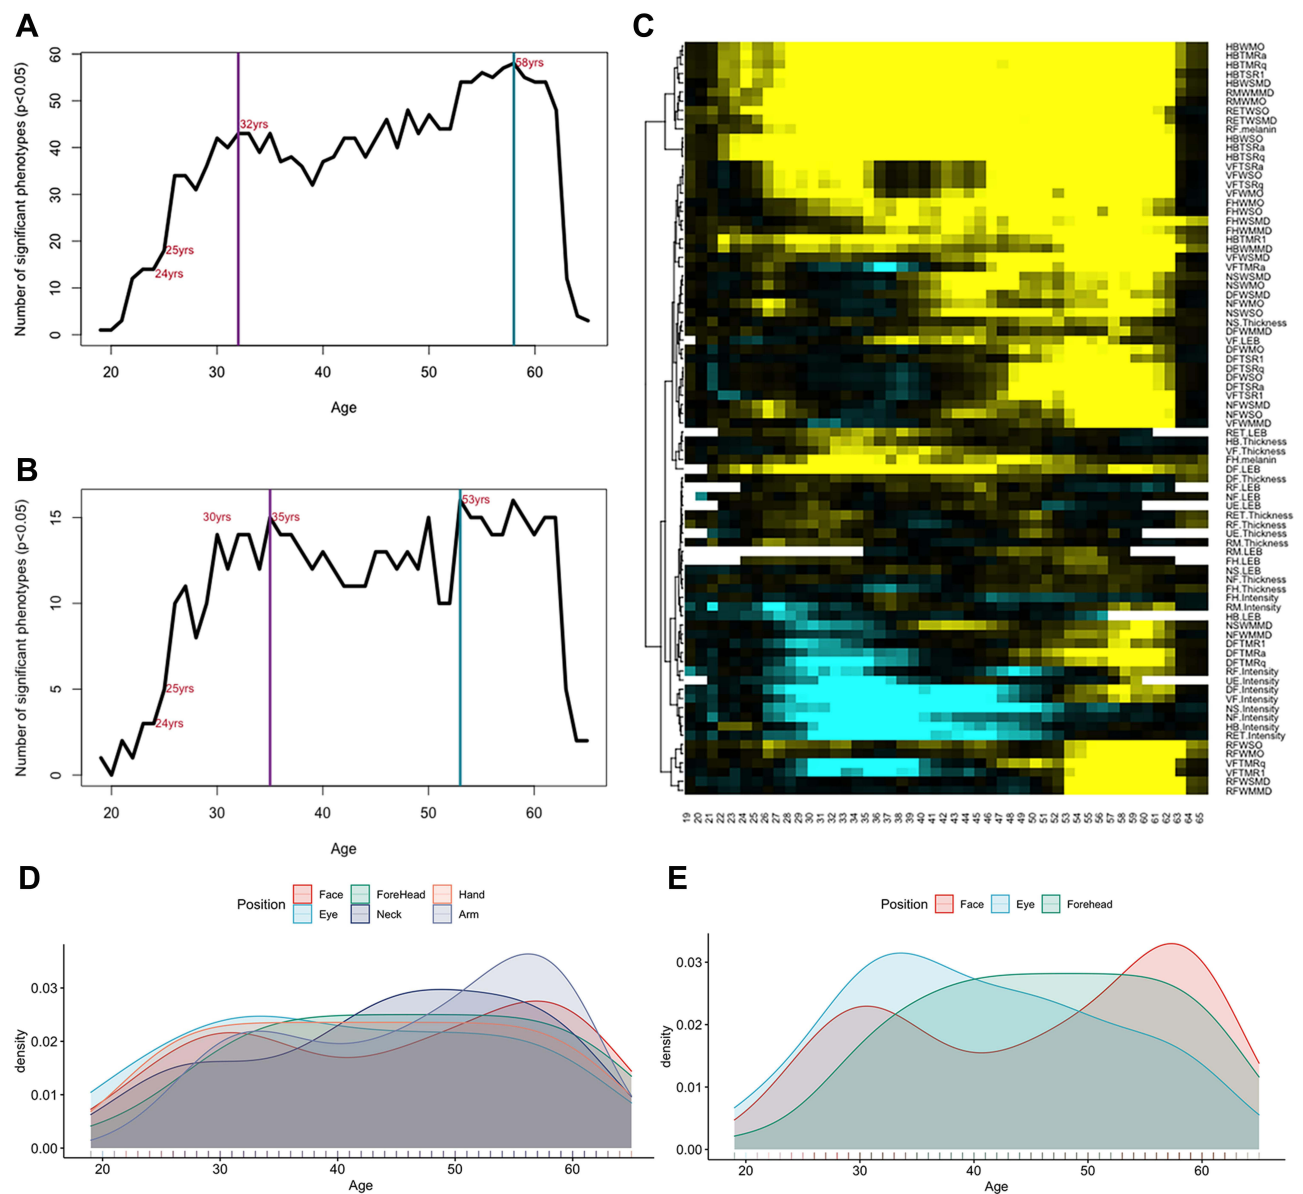 A
Number of significant phenotypes (p<0.05)
60
50
40
30
20
10
0
58yrs
32yrs
25yrs
24yrs
20 30 40 50 60
Age
B
Number of significant phenotypes (p<0.05)
15
10
5
0
53yrs
30yrs
35yrs
25yrs
24yrs
20 30 40 50 60
Age
C
HBWMO
HBTMRa
HBTMRq
HBTSR1
HBWSMD
RMWMMD
RMWMO
RETWSO
RETWSMD
RF.melanin
HBWSO
HBTSRa
HBTSRq
VFTSRa
VFWSO
VFTSRq
VFWMO
FHWMO
FHWSO
FHWSMD
FHWMMD
HBTMR1
HBWMMD
VFWSMD
VFTMRa
NSWSMD
NSWMO
DFWSMD
NFWMO
NSWSO
NS.Thickness
DFWMMD
VF.LEB
DFWMO
DFTSR1
DFTSRq
DFWSO
DFTSRa
VFTSR1
NFWSMD
NFWSO
VFWMMD
RET.LEB
HB.Thickness
VF.Thickness
FH.melanin
DF.LEB
DF.Thickness
RF.LEB
NF.LEB
UE.LEB
RET.Thickness
RF.Thickness
UE.Thickness
RM.Thickness
RM.LEB
FH.LEB
NS.LEB
NF.Thickness
FH.Thickness
FH.Intensity
RM.Intensity
HB.LEB
NSWMMD
NFWMMD
DFTMR1
DFTMRa
DFTMRq
RF.Intensity
UE.Intensity
DF.Intensity
VF.Intensity
NS.Intensity
NF.Intensity
HB.Intensity
RET.Intensity
RFWSO
RFWMO
VFTMRq
VFTMR1
RFWSMD
RFWMMD
19 20 21 22 23 24 25 26 27 28 29 30 31 32 33 34 35 36 37 38 39 40 41 42 43 44 45 46 47 48 49 50 51 52 53 54 55 56 57 58 59 60 61 62 63 64 65
D
Position Face ForeHead Hand
Eye Neck Arm
density
0.03
0.02
0.01
0.00
20 30 40 50 60
Age
E
Position Face Eye Forehead
density
0.03
0.02
0.01
0.00
20 30 40 50 60
Age